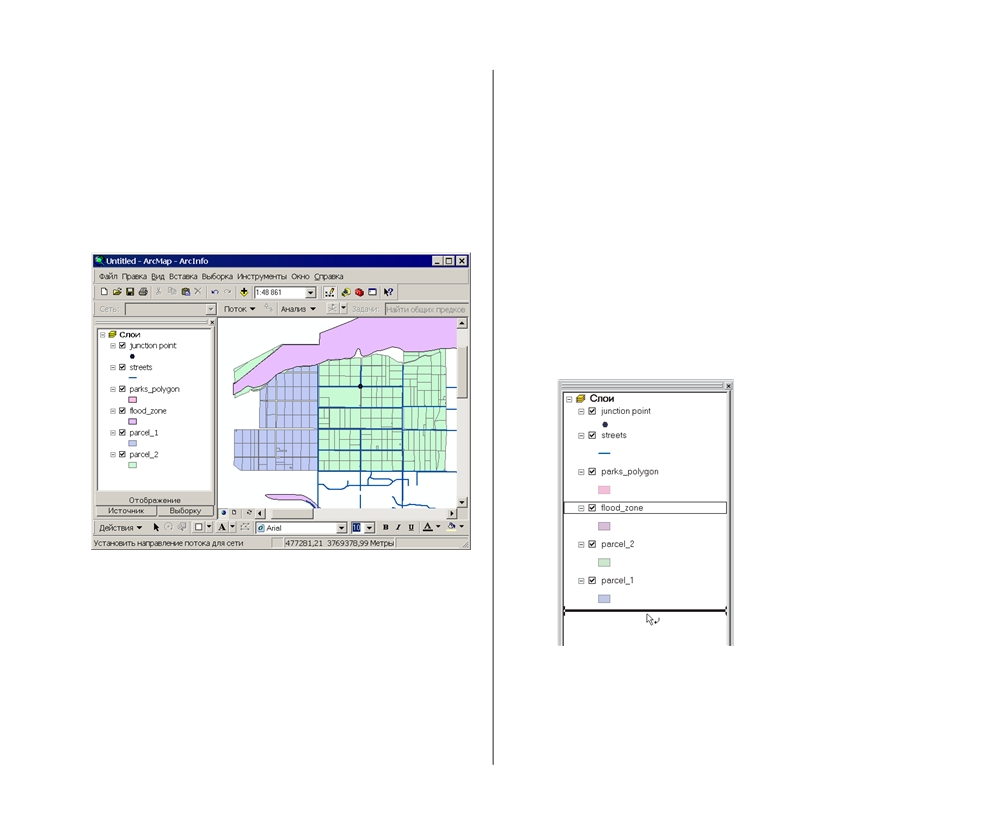 Untitled - ArcMap - ArcInfo
Файл Правка Вид Вставка Выборка Инструменты Окно Справка
1:48 861
Сеть: Поток Анализ Задачи: Найти общих предков
Слои
junction point
streets
parks_polygon
flood_zone
parcel_1
parcel_2
Отображение
Источник Выборку
Действия A Arial 10 B I U A
Установить направление потока для сети 477281,21 3769378,99 Метры
Слои
junction point
streets
parks_polygon
flood_zone
parcel_2
parcel_1